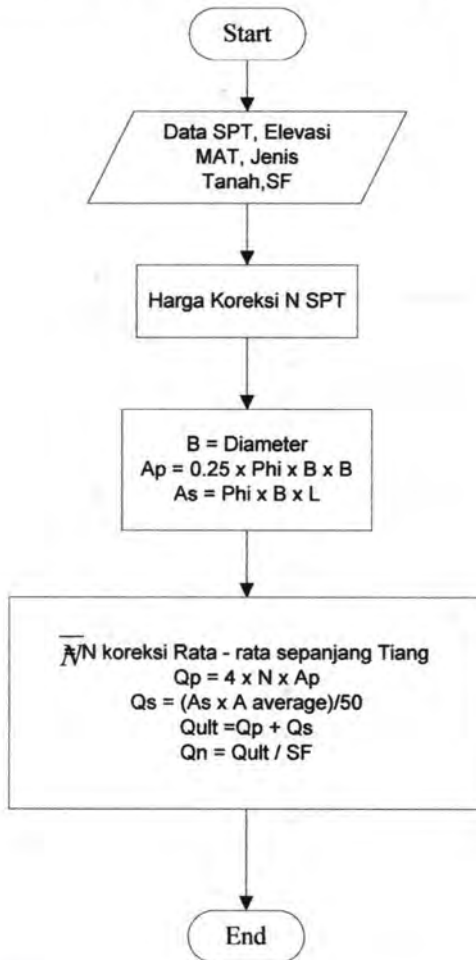 Start
Data SPT, Elevasi
MAT, Jenis
Tanah,SF
Harga Koreksi N SPT
B = Diameter
Ap = 0.25 x Phi x B x B
As = Phi x B x L
N koreksi Rata - rata sepanjang Tiang
Qp = 4 x N x Ap
Qs = (As x A average)/50
Qult =Qp + Qs
Qn = Qult / SF
End